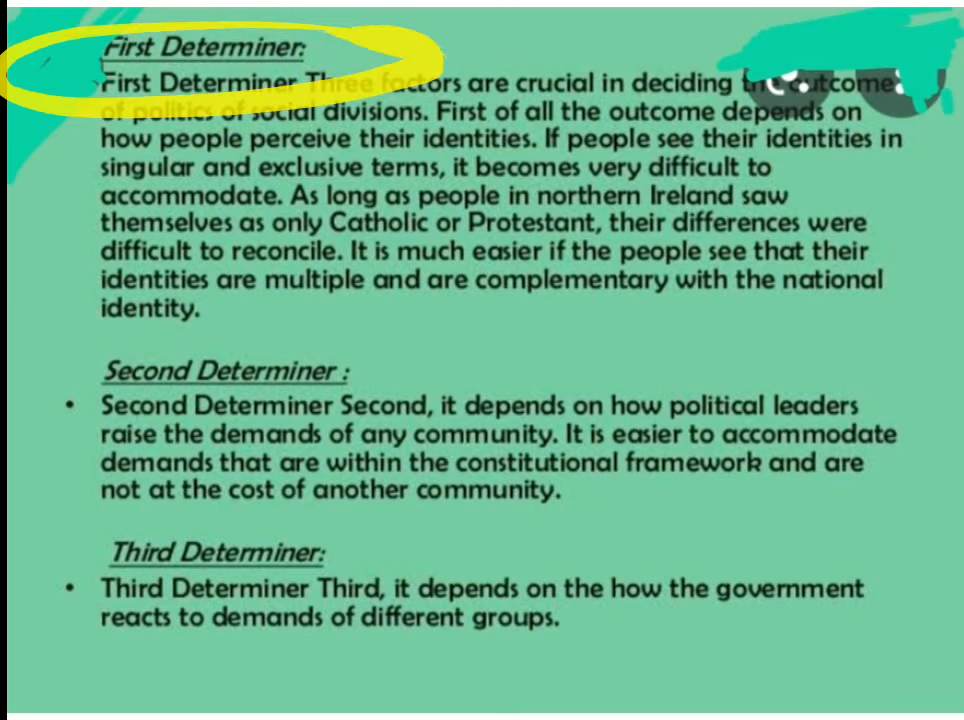 First Determiner:
First Determiner Three factors are crucial in deciding the outcome
of politics of social divisions. First of all the outcome depends on
how people perceive their identities. If people see their identities in
singular and exclusive terms, it becomes very difficult to
accommodate. As long as people in northern Ireland saw
themselves as only Catholic or Protestant, their differences were
difficult to reconcile. It is much easier if the people see that their
identities are multiple and are complementary with the national
identity.
Second Determiner :
• Second Determiner Second, it depends on how political leaders
raise the demands of any community. It is easier to accommodate
demands that are within the constitutional framework and are
not at the cost of another community.
Third Determiner:
• Third Determiner Third, it depends on the how the government
reacts to demands of different groups.